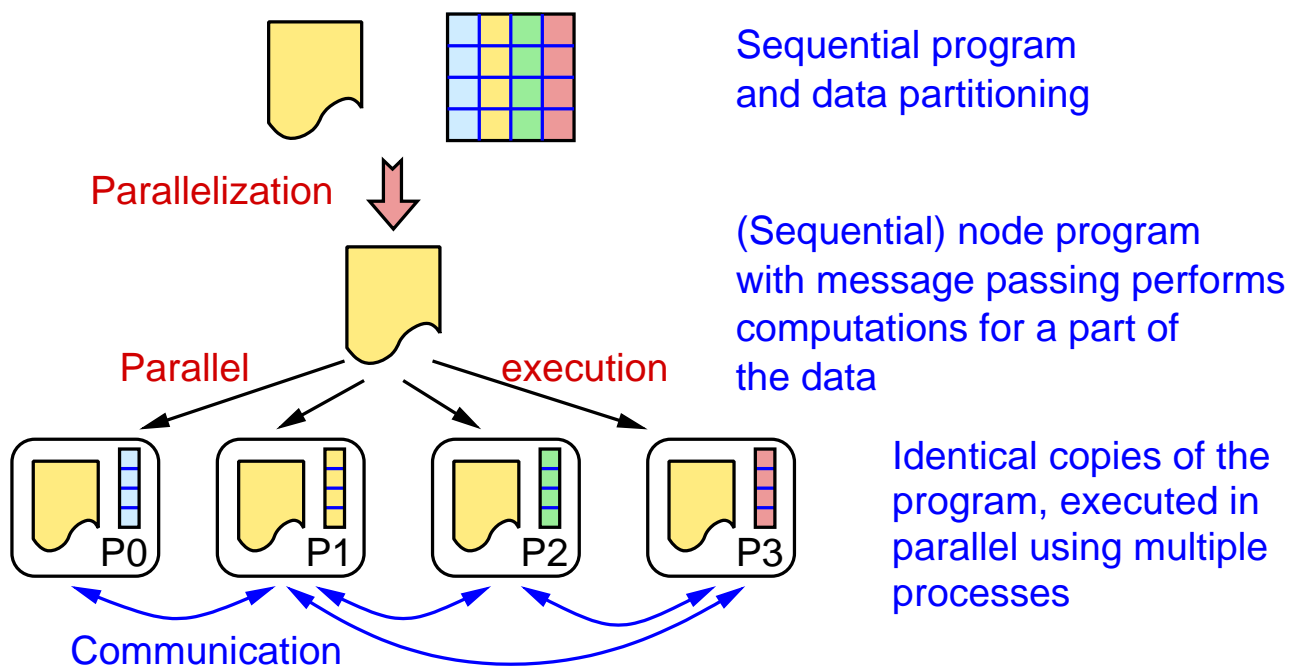 Sequential program
and data partitioning
Parallelization
(Sequential) node program
with message passing performs
computations for a part of
the data
Parallel execution
P0 P1 P2 P3
Identical copies of the
program, executed in
parallel using multiple
processes
Communication